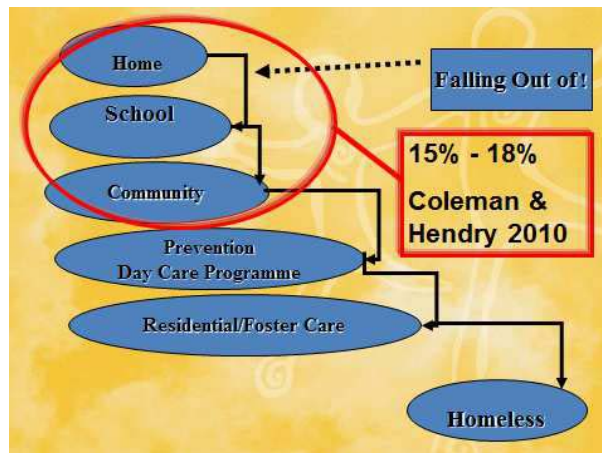 Home
Falling Out of!
School
15% - 18%
Coleman &
Hendry 2010
Community
Prevention
Day Care Programme
Residential/Foster Care
Homeless